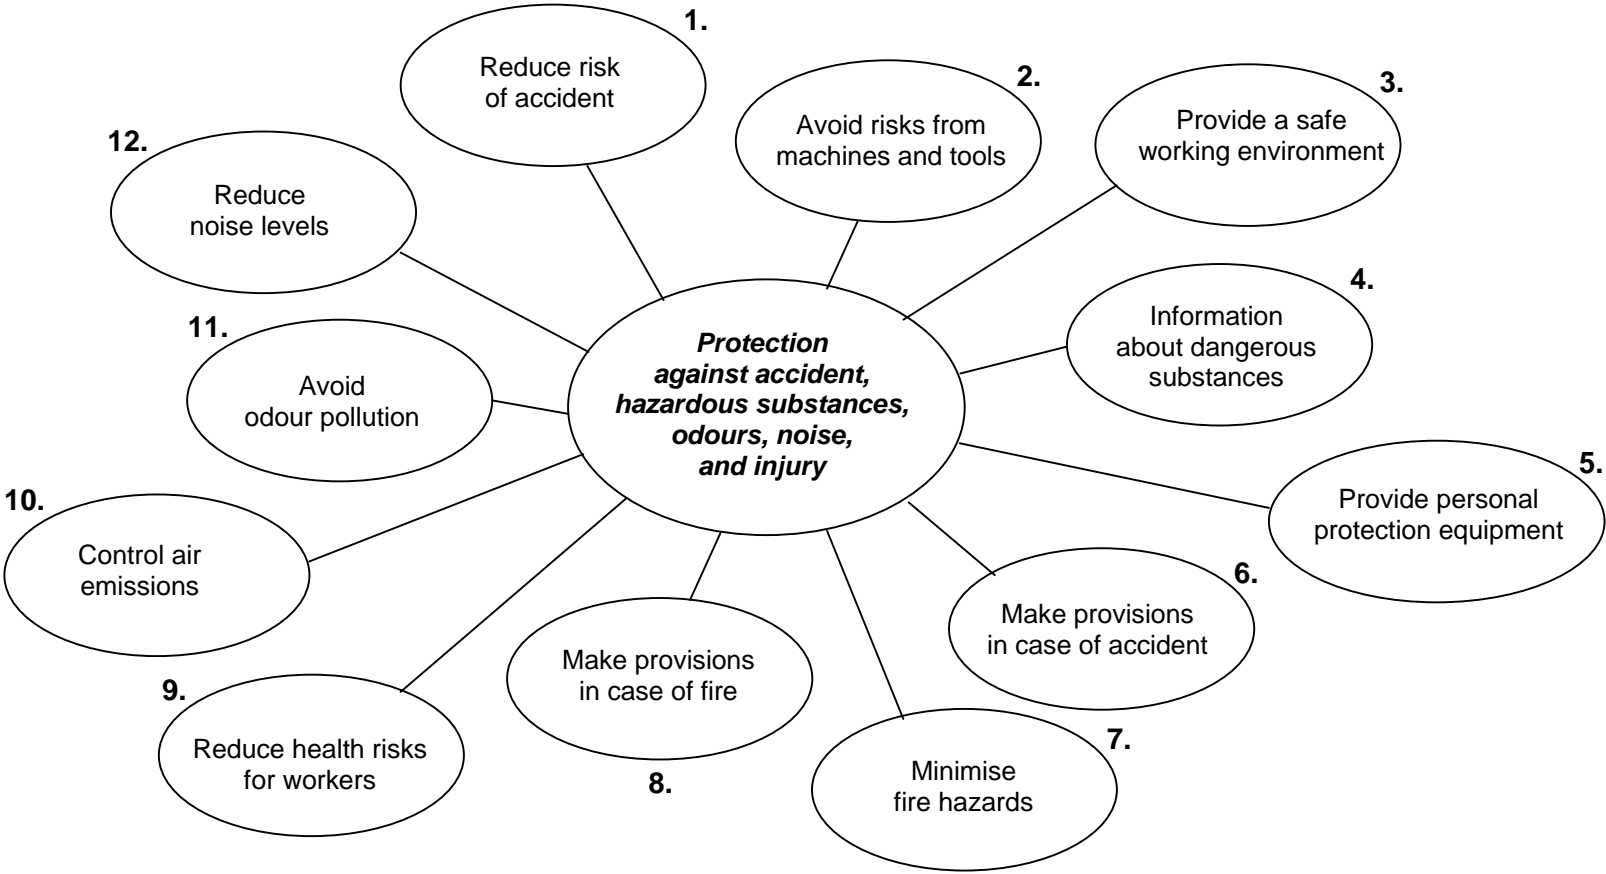 1.
Reduce risk
of accident
2.
Avoid risks from
machines and tools
3.
Provide a safe
working environment
4.
Information
about dangerous
substances
5.
Provide personal
protection equipment
6.
Make provisions
in case of accident
7.
Minimise
fire hazards
8.
Make provisions
in case of fire
9.
Reduce health risks
for workers
10.
Control air
emissions
11.
Avoid
odour pollution
12.
Reduce
noise levels
Protection
against accident,
hazardous substances,
odours, noise,
and injury